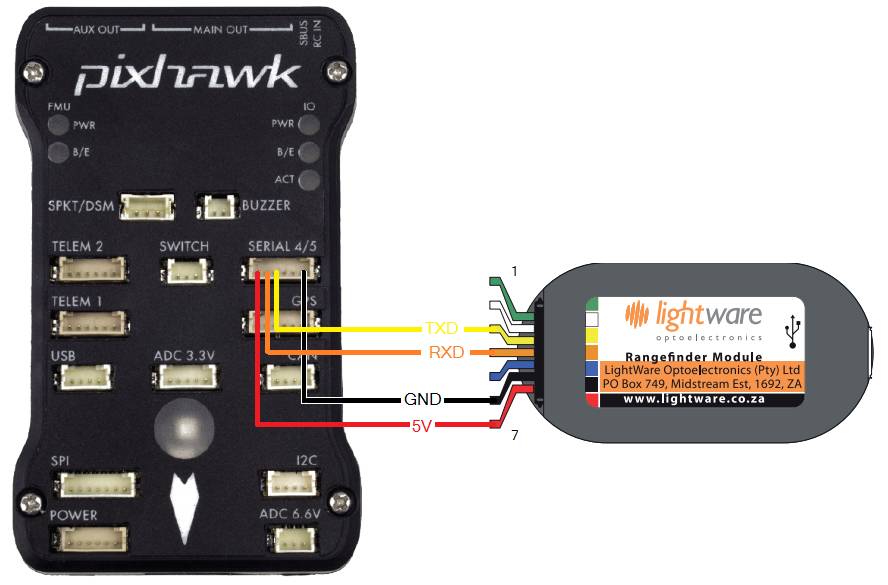 AUX OUT MAIN OUT SBUS RC IN
pixhawk
FMU IO
PWR PWR
B/E B/E
ACT
SPKT/DSM BUZZER
TELEM 2 SWITCH SERIAL 4/5
TELEM 1 GPS
USB ADC 3.3V CAN
SPI I2C
POWER ADC 6.6V
TXD
RXD
GND
5V
1
7
lightware
optoelectronics
Rangefinder Module
LightWare Optoelectronics (Pty) Ltd
PO Box 749, Midstream Est, 1692, ZA
www.lightware.co.za